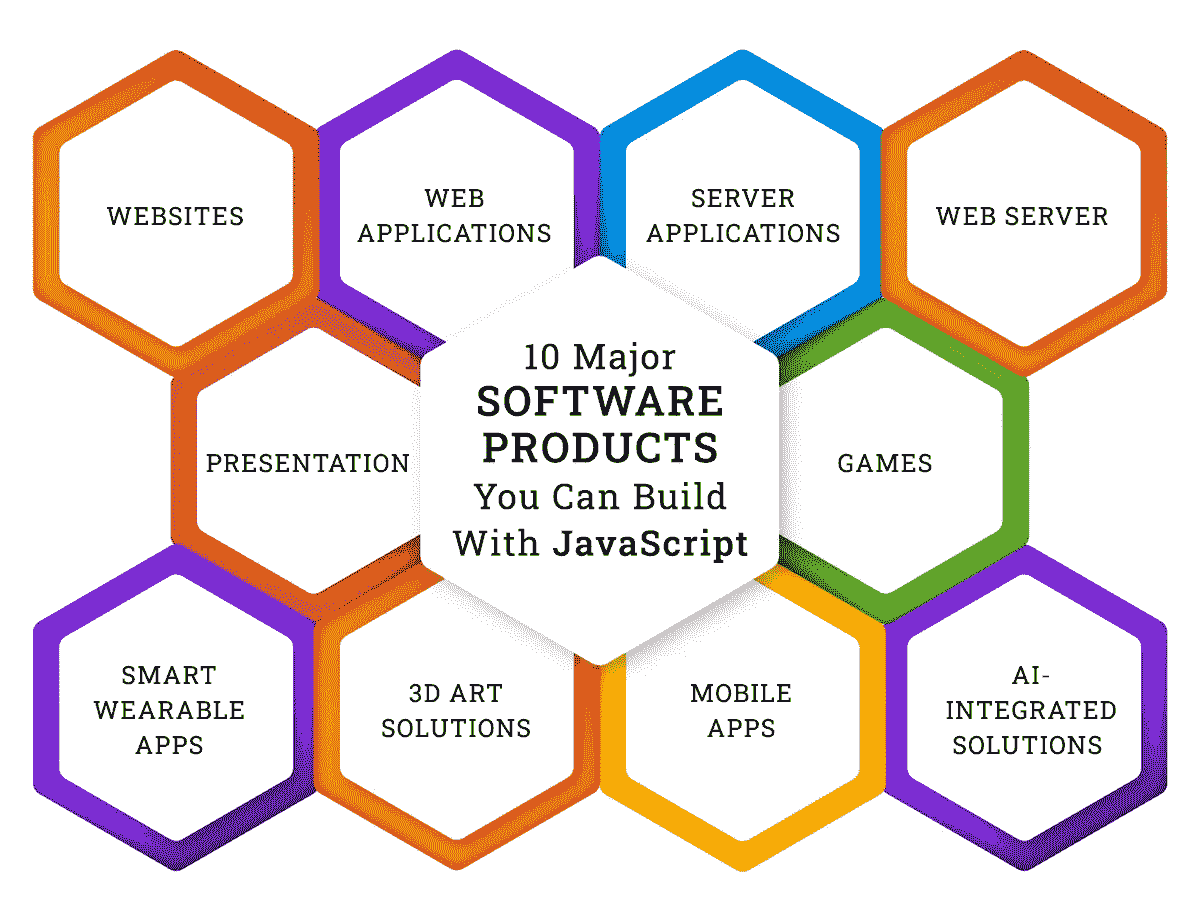 WEBSITES
WEB
APPLICATIONS
SERVER
APPLICATIONS
WEB SERVER
PRESENTATION
10 Major
SOFTWARE
PRODUCTS
You Can Build
With JavaScript
GAMES
SMART
WEARABLE
APPS
3D ART
SOLUTIONS
MOBILE
APPS
AI-
INTEGRATED
SOLUTIONS